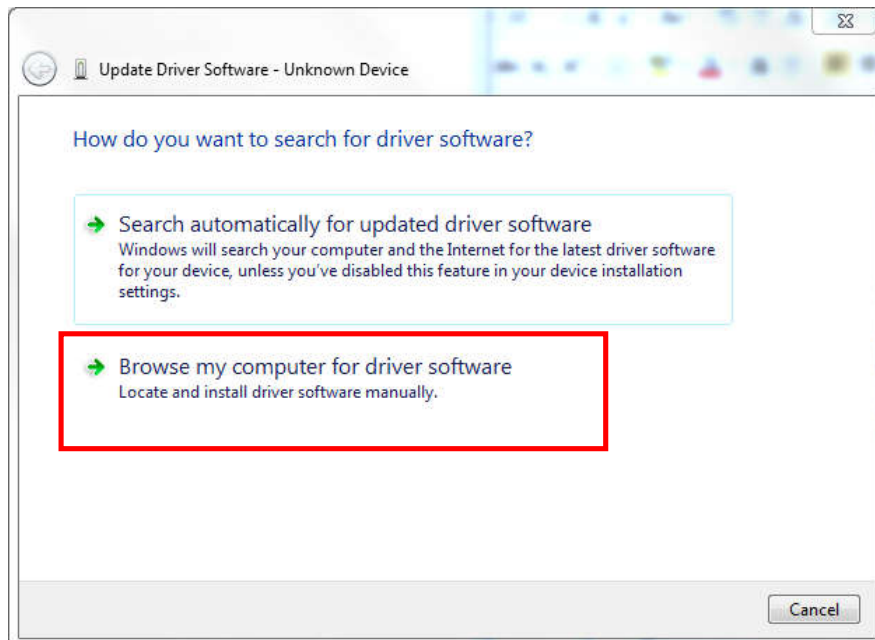 Update Driver Software - Unknown Device
How do you want to search for driver software?
Search automatically for updated driver software
Windows will search your computer and the Internet for the latest driver software
for your device, unless you've disabled this feature in your device installation
settings.
Browse my computer for driver software
Locate and install driver software manually.
Cancel